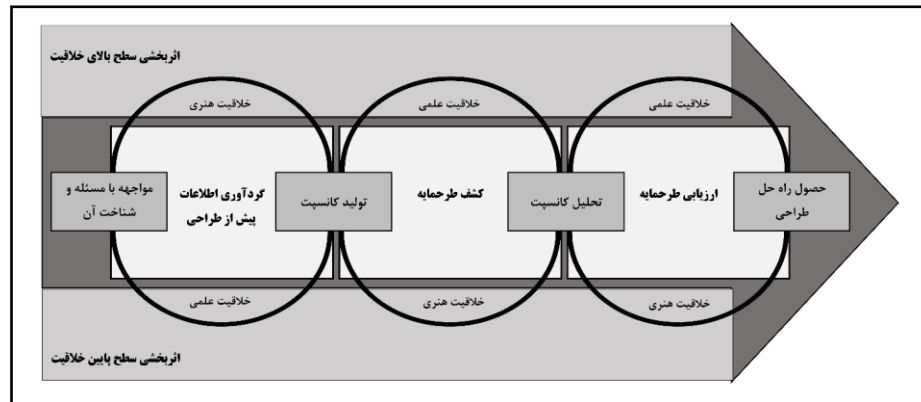 اثربخشی سطح بالای خلاقیت
خلاقیت هنری
خلاقیت علمی
خلاقیت علمی
مواجهه با مسئله و
شناخت آن
گردآوری اطلاعات
پیش از طراحی
تولید کانسپت
کشف طرحمایه
تحلیل کانسپت
ارزیابی طرحمایه
حصول راه حل
طراحی
خلاقیت علمی
خلاقیت هنری
خلاقیت هنری
اثربخشی سطح پایین خلاقیت